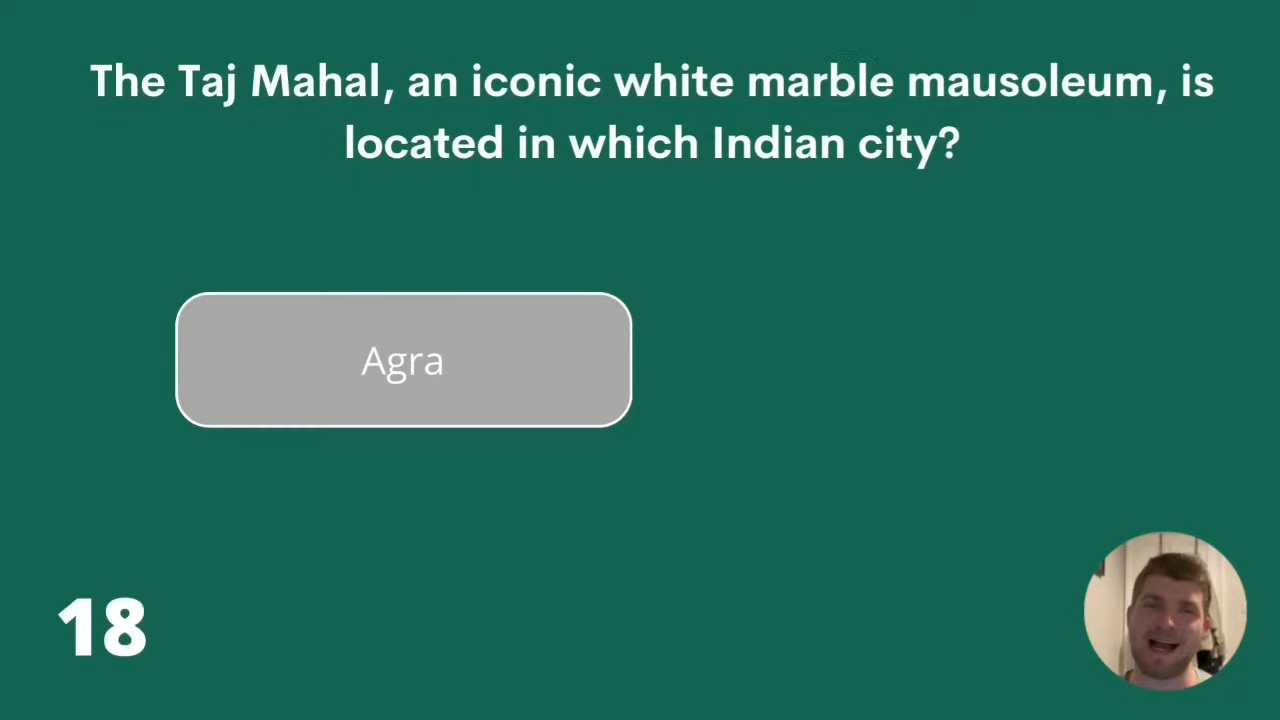 The Taj Mahal, an iconic white marble mausoleum, is
located in which Indian city?
Agra
18